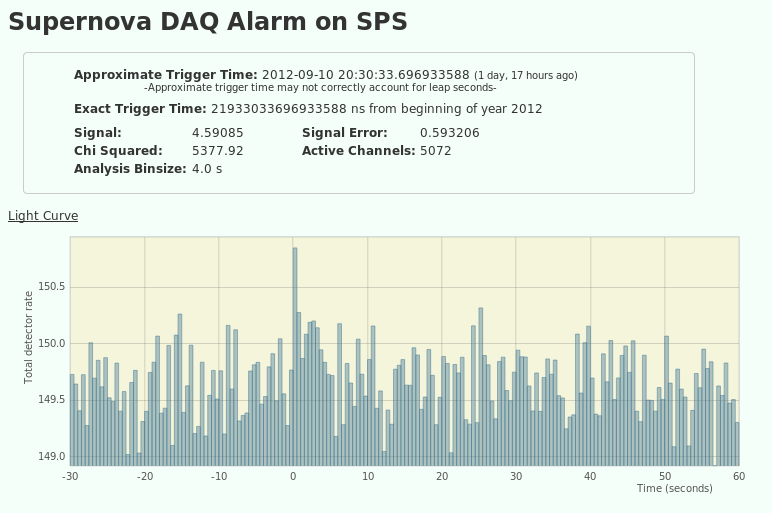 Supernova DAQ Alarm on SPS
Approximate Trigger Time: 2012-09-10 20:30:33.696933588 (1 day, 17 hours ago)
-Approximate trigger time may not correctly account for leap seconds-
Exact Trigger Time: 21933033696933588 ns from beginning of year 2012
Signal: 4.59085 Signal Error: 0.593206
Chi Squared: 5377.92 Active Channels: 5072
Analysis Binsize: 4.0 s
Light Curve
Total detector rate
150.5
150.0
149.5
149.0
-30 -20 -10 0 10 20 30 40 50 60
Time (seconds)